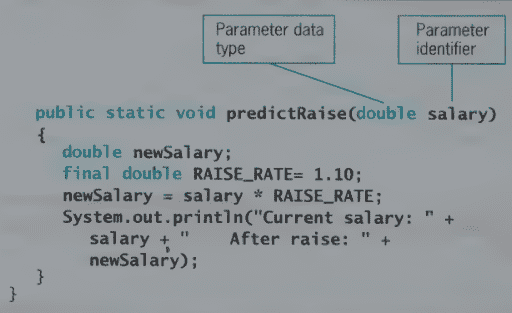 Parameter data
type
Parameter
identifier
public static void predictRaise(double salary)
{
double newSalary;
final double RAISE_RATE= 1.10;
newSalary = salary * RAISE_RATE;
System.out.println("Current salary: " +
salary + "    After raise: " +
newSalary);
}
}